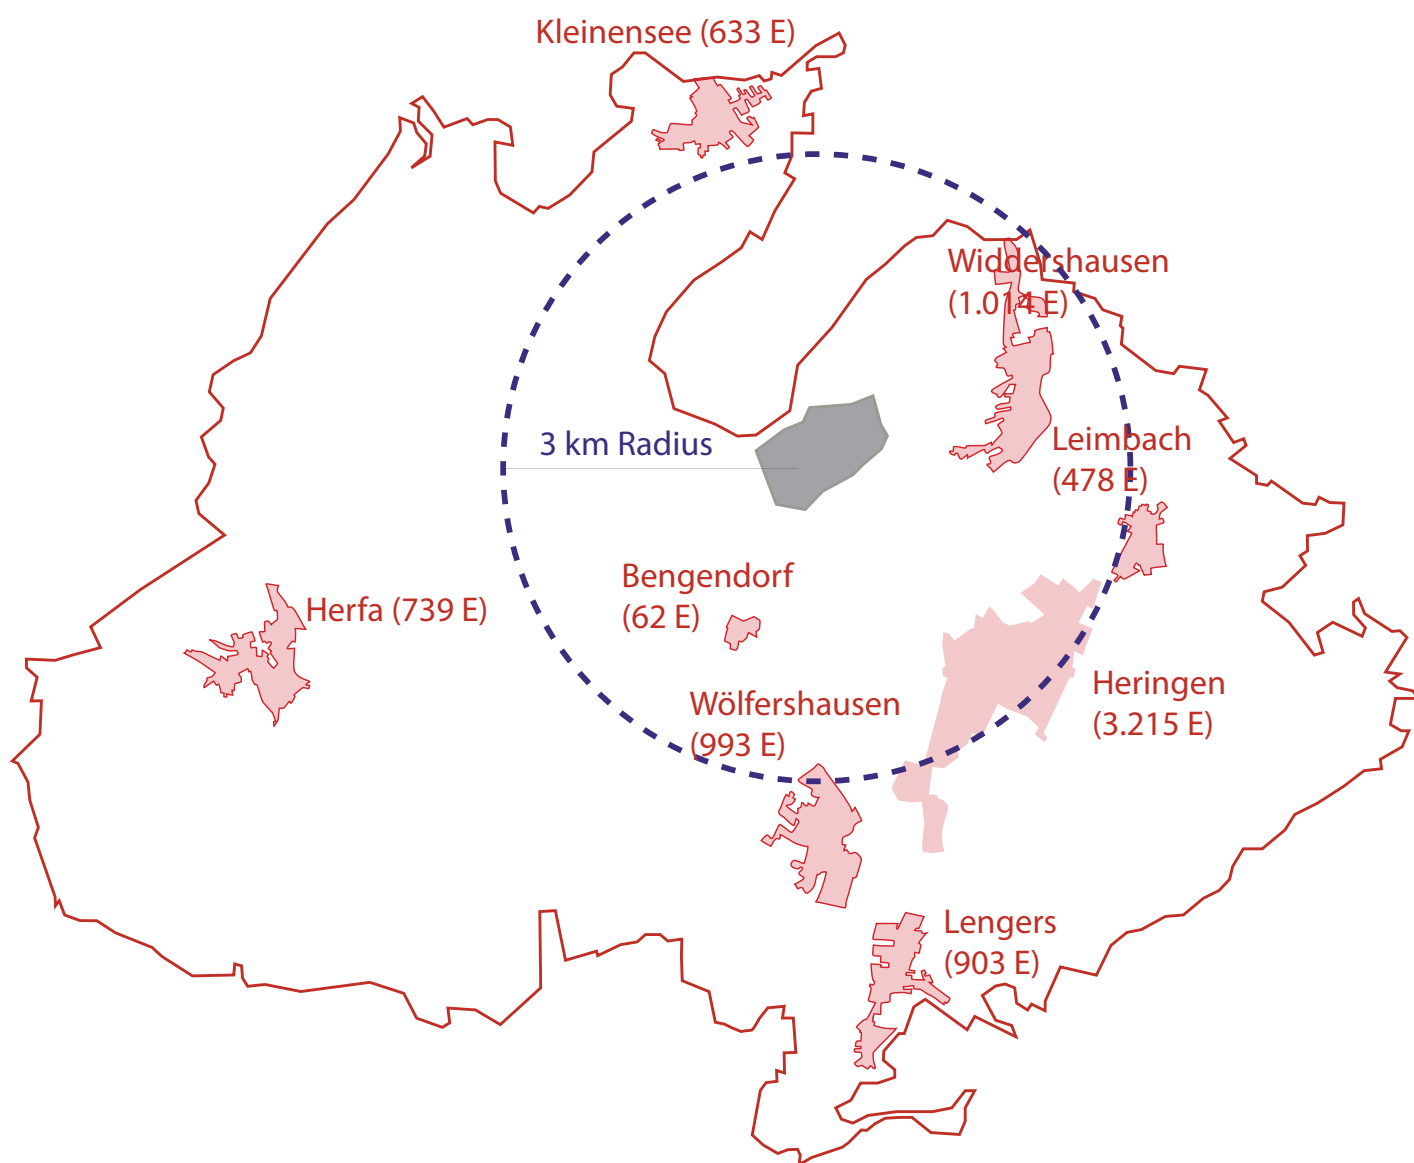 Kleinensee (633 E)
Widdershausen
(1.014 E)
3 km Radius
Leimbach
(478 E)
Bengendorf
(62 E)
Herfa (739 E)
Heringen
(3.215 E)
Wölfershausen
(993 E)
Lengers
(903 E)